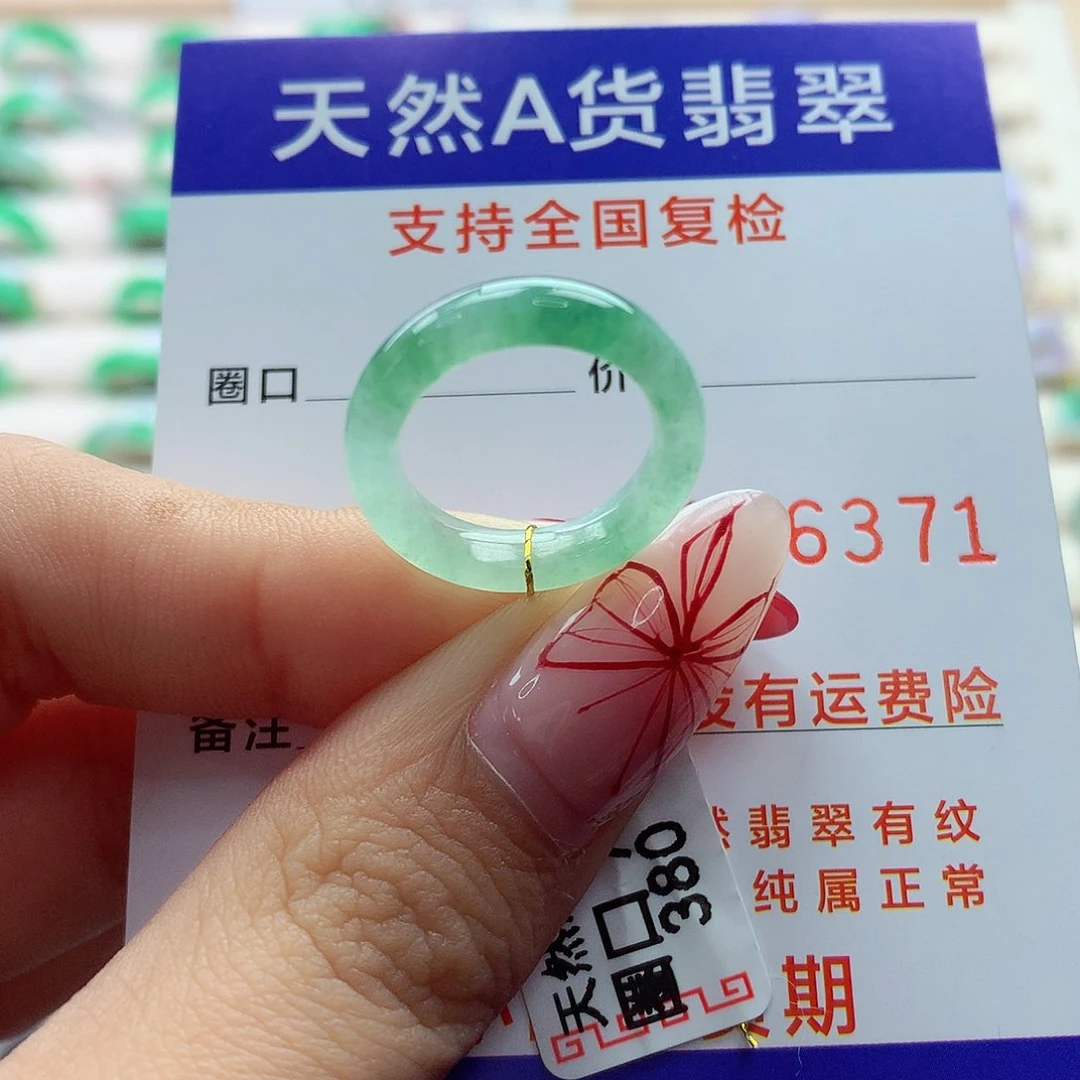 天然A货翡翠
支持全国复检
圈口 价
6371
没有运费险
备注
然翡翠有纹
纯属正常
期
天然
圈口
380